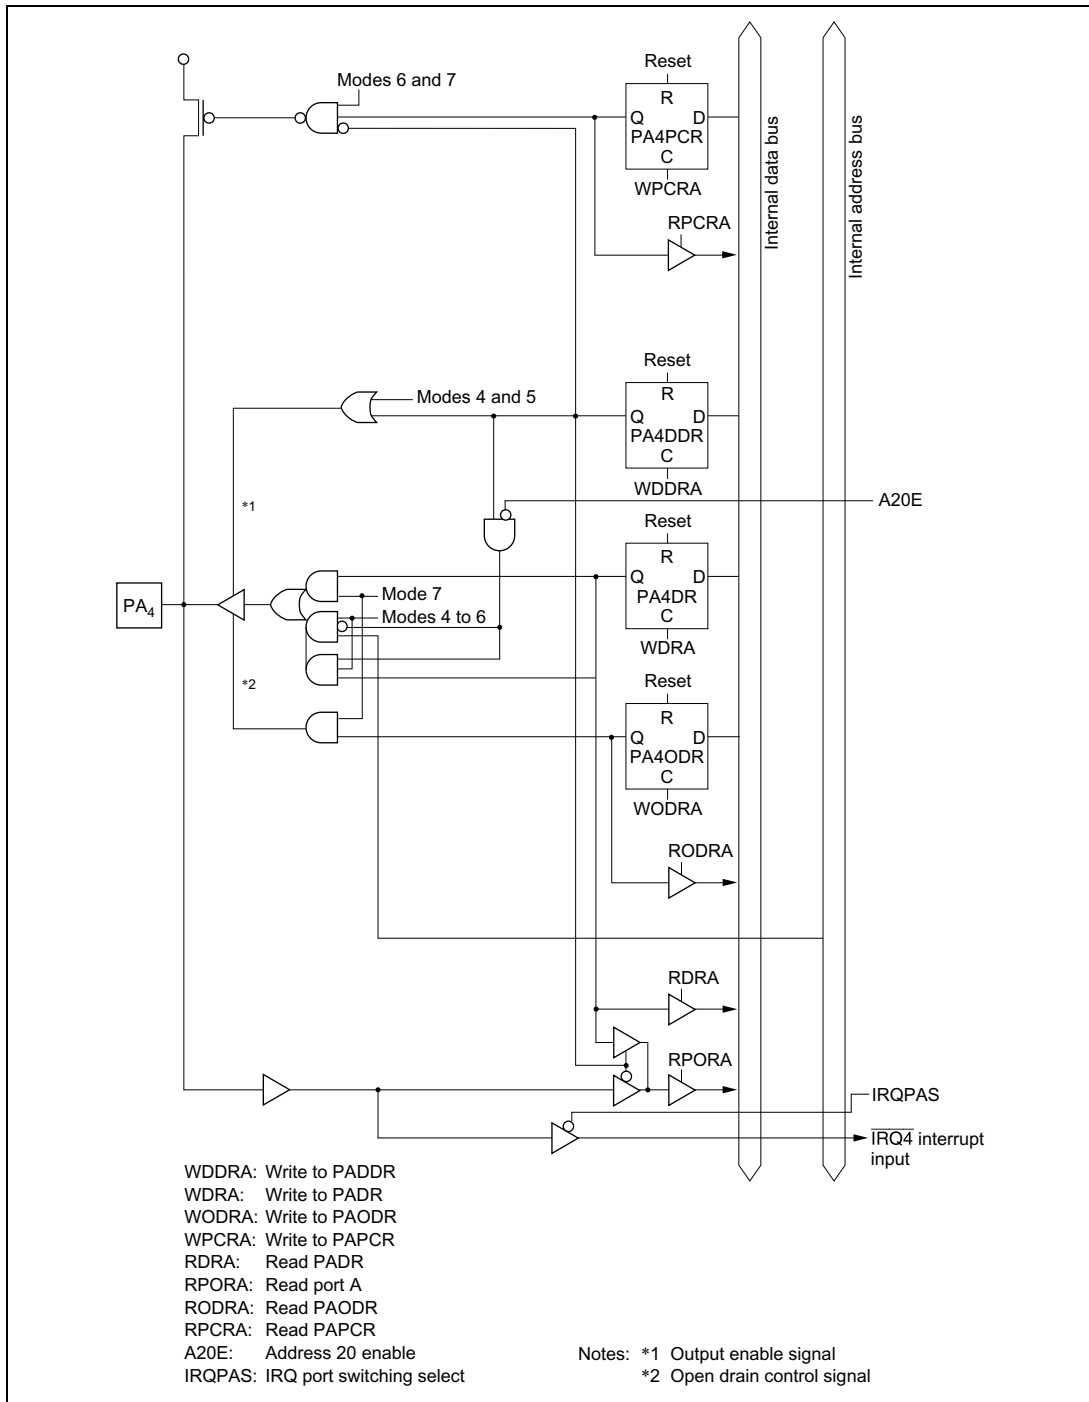 Modes 6 and 7
Reset
R
Q D
PA4PCR
C
WPCRA
RPCRA
Internal data bus
Internal address bus
Reset
R
Modes 4 and 5
Q D
PA4DDR
C
WDDRA
A20E
*1
Reset
R
Q D
PA4DR
C
WDRA
Mode 7
PA4
Modes 4 to 6
*2
Reset
R
Q D
PA4ODR
C
WODRA
RODRA
RDRA
RPORA
IRQPAS
IRQ4 interrupt
input
WDDRA: Write to PADDR
WDRA: Write to PADR
WODRA: Write to PAODR
WPCRA: Write to PAPCR
RDRA: Read PADR
RPORA: Read port A
RODRA: Read PAODR
RPCRA: Read PAPCR
A20E: Address 20 enable
IRQPAS: IRQ port switching select
Notes: *1 Output enable signal
*2 Open drain control signal